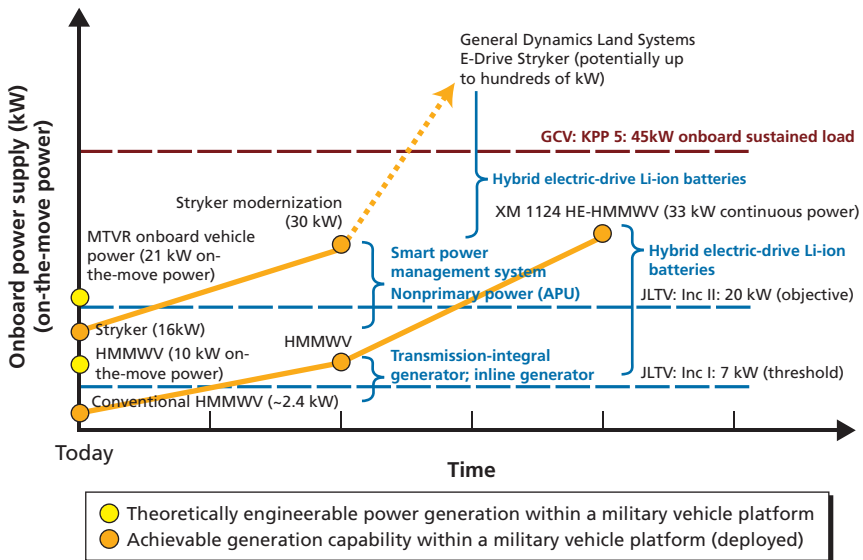 Onboard power supply (kW)
(on-the-move power)
General Dynamics Land Systems
E-Drive Stryker (potentially up
to hundreds of kW)
GCV: KPP 5: 45kW onboard sustained load
Hybrid electric-drive Li-ion batteries
Stryker modernization
(30 kW)
XM 1124 HE-HMMWV (33 kW continuous power)
MTVR onboard vehicle
power (21 kW on-
the-move power)
Smart power
management system
Nonprimary power (APU)
Hybrid electric-drive Li-ion
batteries
JLTV: Inc II: 20 kW (objective)
Stryker (16kW)
HMMWV (10 kW on-
the-move power)
HMMWV
Transmission-integral
generator; inline generator
JLTV: Inc I: 7 kW (threshold)
Conventional HMMWV (~2.4 kW)
Today
Time
Theoretically engineerable power generation within a military vehicle platform
Achievable generation capability within a military vehicle platform (deployed)